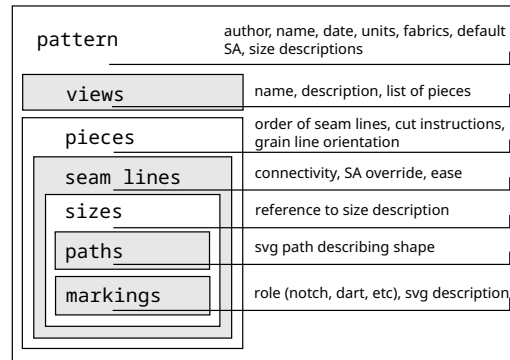 pattern
author, name, date, units, fabrics, default
SA, size descriptions
views
name, description, list of pieces
pieces
order of seam lines, cut instructions,
grain line orientation
seam lines
connectivity, SA override, ease
sizes
reference to size description
paths
svg path describing shape
markings
role (notch, dart, etc), svg description